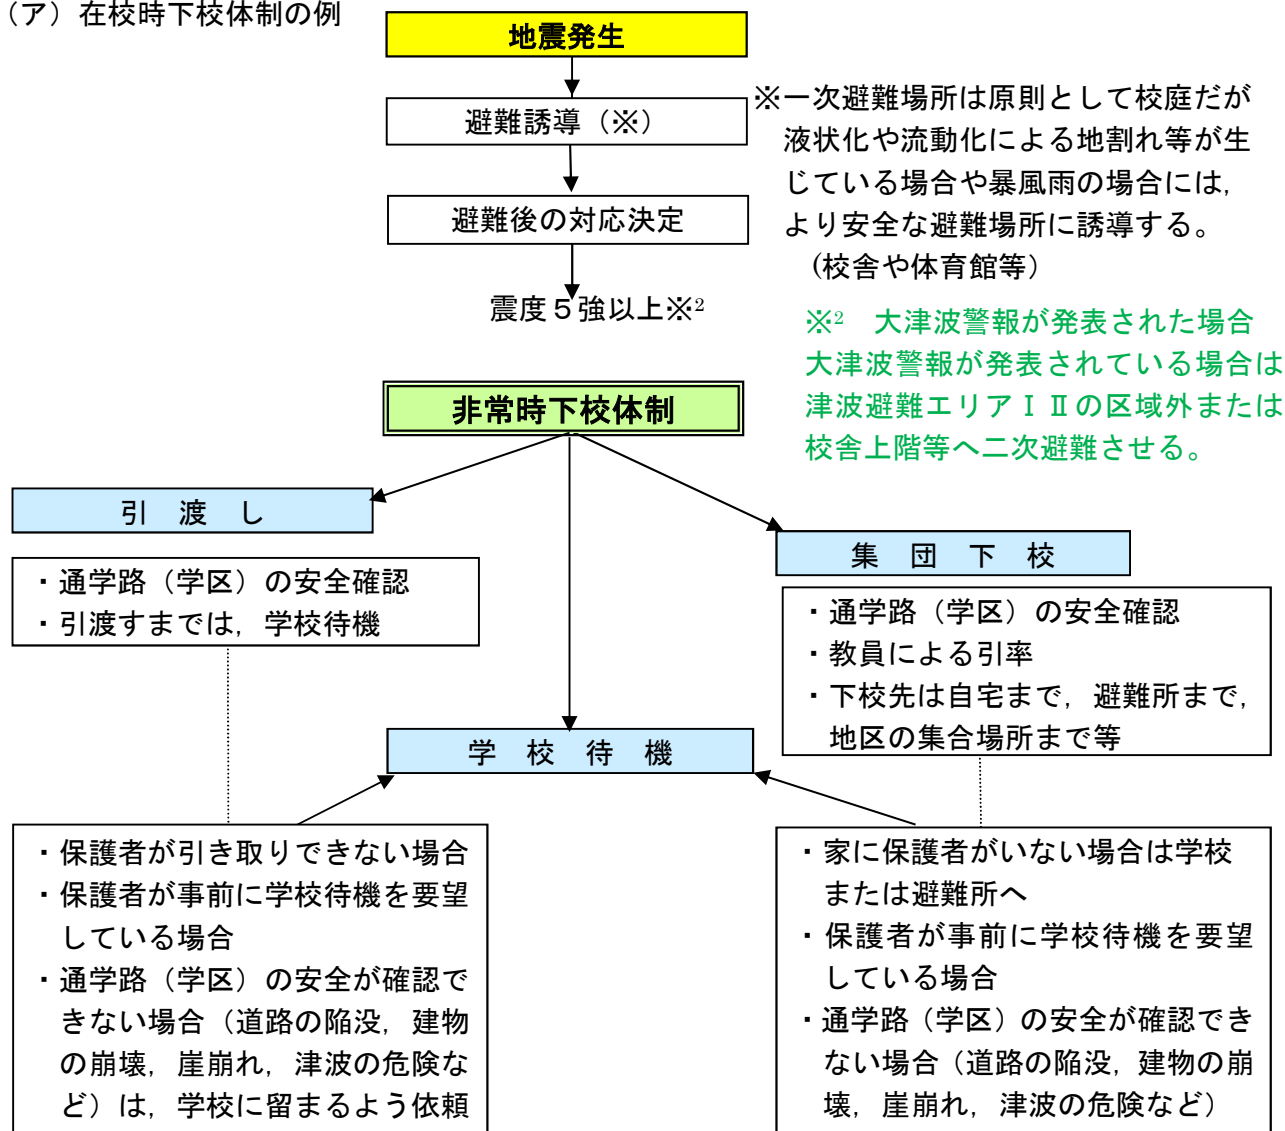 （ア）在校時下校体制の例
地震発生
避難誘導（※）
避難後の対応決定
震度５強以上※2
※一次避難場所は原則として校庭だが
液状化や流動化による地割れ等が生
じている場合や暴風雨の場合には，
より安全な避難場所に誘導する。
(校舎や体育館等）
※2　大津波警報が発表された場合
大津波警報が発表されている場合は
津波避難エリアⅠⅡの区域外または
校舎上階等へ二次避難させる。
非常時下校体制
引　渡　し
・通学路（学区）の安全確認
・引渡すまでは，学校待機
集　団　下　校
・通学路（学区）の安全確認
・教員による引率
・下校先は自宅まで，避難所まで，
地区の集合場所まで等
学　校　待　機
・保護者が引き取りできない場合
・保護者が事前に学校待機を要望
している場合
・通学路（学区）の安全が確認で
きない場合（道路の陥没，建物
の崩壊，崖崩れ，津波の危険な
ど）は，学校に留まるよう依頼
・家に保護者がいない場合は学校
または避難所へ
・保護者が事前に学校待機を要望
している場合
・通学路（学区）の安全が確認でき
ない場合（道路の陥没，建物の崩
壊，崖崩れ，津波の危険など）